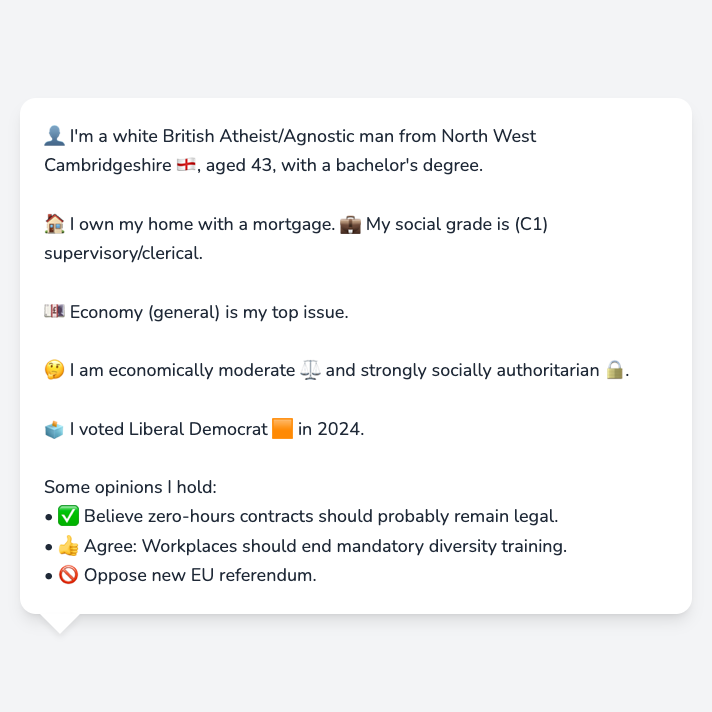 👤 I'm a white British Atheist/Agnostic man from North West
Cambridgeshire 🏴󠁧󠁢󠁥󠁮󠁧󠁿, aged 43, with a bachelor's degree.
🏠 I own my home with a mortgage. 💼 My social grade is (C1)
supervisory/clerical.
💷 Economy (general) is my top issue.
🤔 I am economically moderate ⚖️ and strongly socially authoritarian 🔒.
🗳️ I voted Liberal Democrat 🟧 in 2024.
Some opinions I hold:
• ✅ Believe zero-hours contracts should probably remain legal.
• 👍 Agree: Workplaces should end mandatory diversity training.
• 🚫 Oppose new EU referendum.